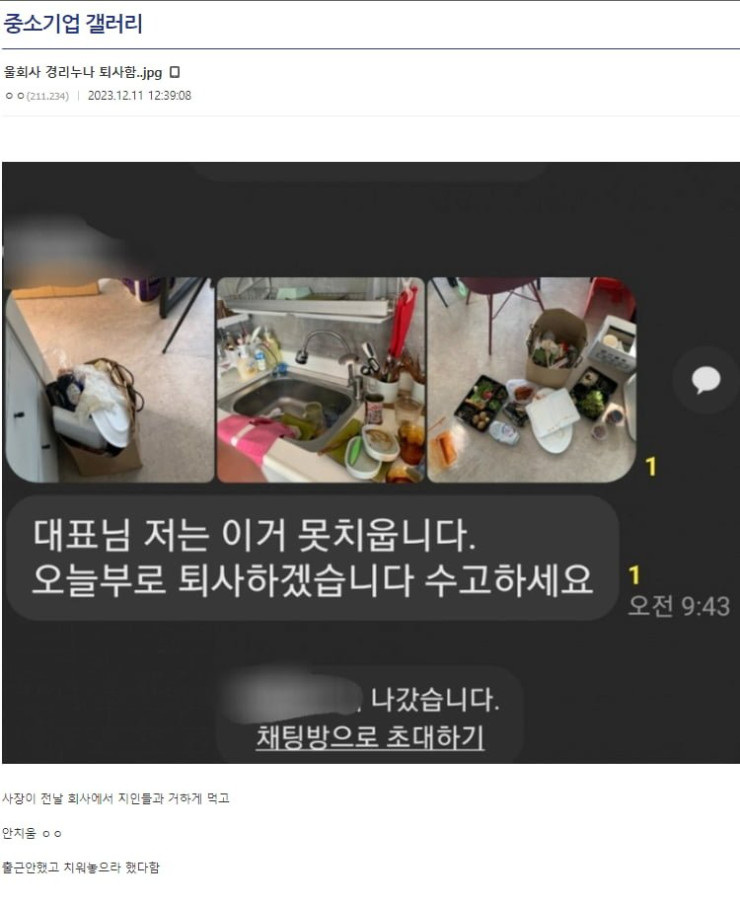 중소기업 갤러리
울회사 경리누나 퇴사함..jpg
ㅇㅇ(211.234) | 2023.12.11 12:39:08
1
대표님 저는 이거 못치웁니다.
오늘부로 퇴사하겠습니다 수고하세요
1
오전 9:43
나갔습니다.
채팅방으로 초대하기
사장이 전날 회사에서 지인들과 거하게 먹고
안치움 ㅇㅇ
출근안했고 치워놓으라 했다함